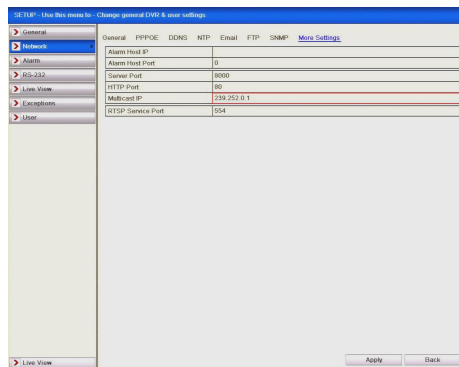 SETUP - Use this menu to - Change general DVR & user settings
General
Network
Alarm
RS-232
Live View
Exceptions
User
General PPPOE DDNS NTP Email FTP SNMP More Settings
Alarm Host IP
Alarm Host Port 0
Server Port 8000
HTTP Port 80
Multicast IP 239.252.0.1
RTSP Service Port 554
Live View
Apply Back